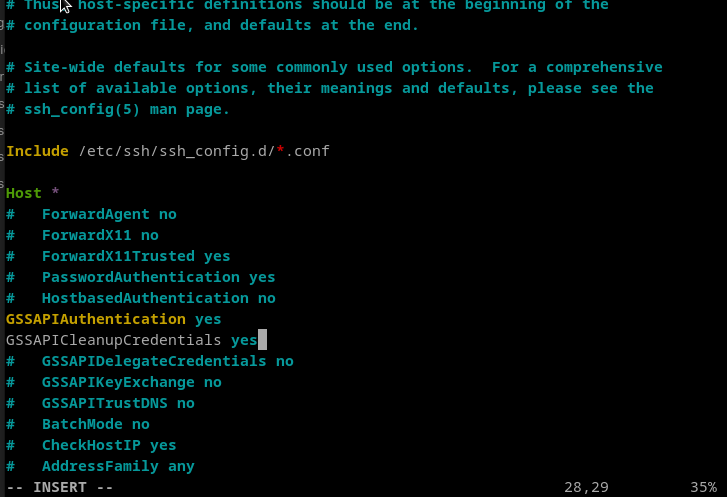 # Thus, host-specific definitions should be at the beginning of the
# configuration file, and defaults at the end.
# Site-wide defaults for some commonly used options.  For a comprehensive
# list of available options, their meanings and defaults, please see the
# ssh_config(5) man page.
Include /etc/ssh/ssh_config.d/*.conf
Host *
#   ForwardAgent no
#   ForwardX11 no
#   ForwardX11Trusted yes
#   PasswordAuthentication yes
#   HostbasedAuthentication no
GSSAPIAuthentication yes
GSSAPICleanupCredentials yes
#   GSSAPIDelegateCredentials no
#   GSSAPIKeyExchange no
#   GSSAPITrustDNS no
#   BatchMode no
#   CheckHostIP yes
#   AddressFamily any
-- INSERT -- 28,29 35%